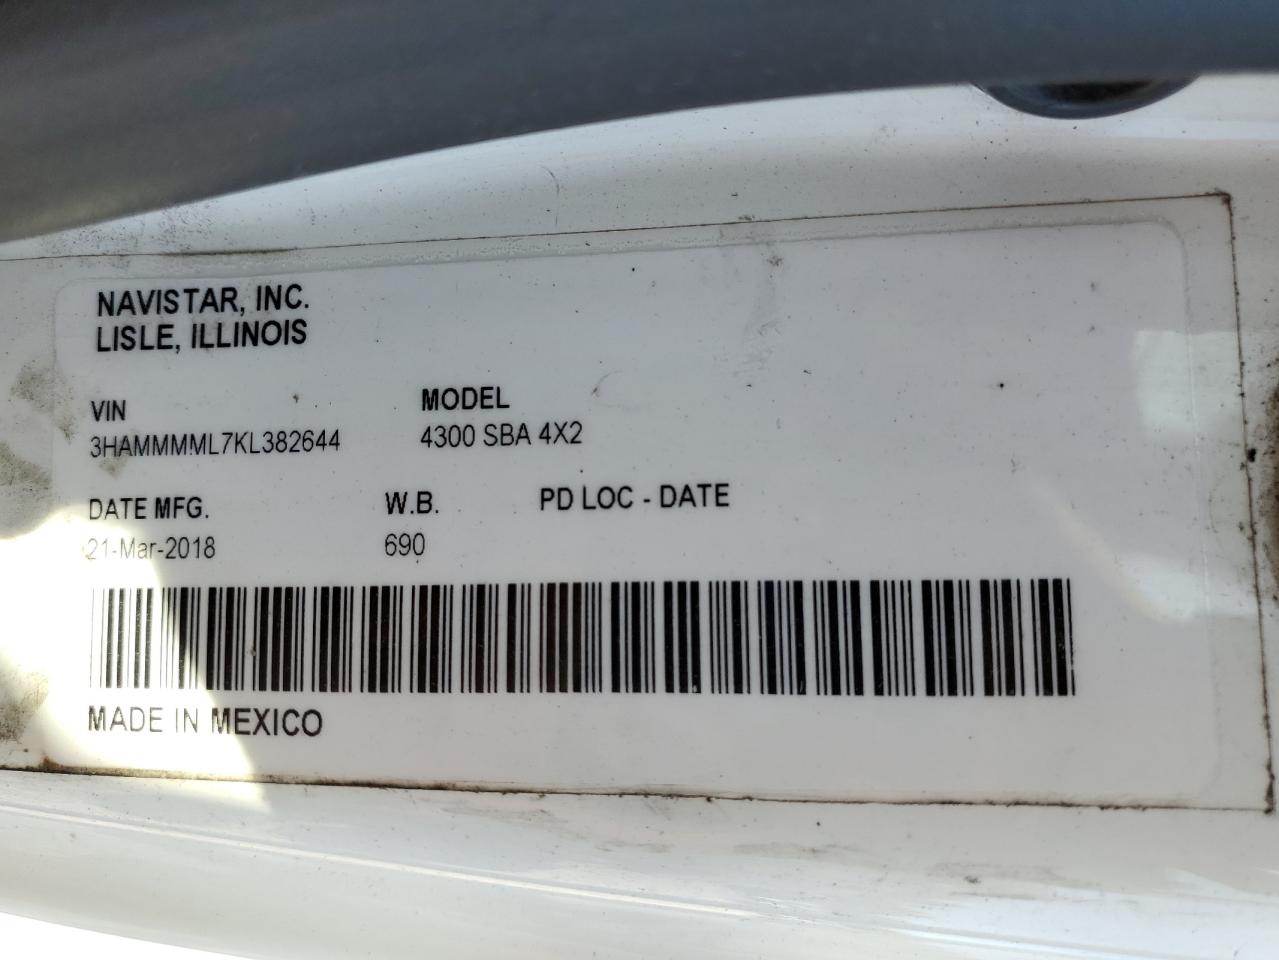 NAVISTAR, INC.
LISLE, ILLINOIS
VIN MODEL
3HAMMMML7KL382644 4300 SBA 4X2
DATE MFG. W.B. PD LOC - DATE
21-Mar-2018 690
MADE IN MEXICO